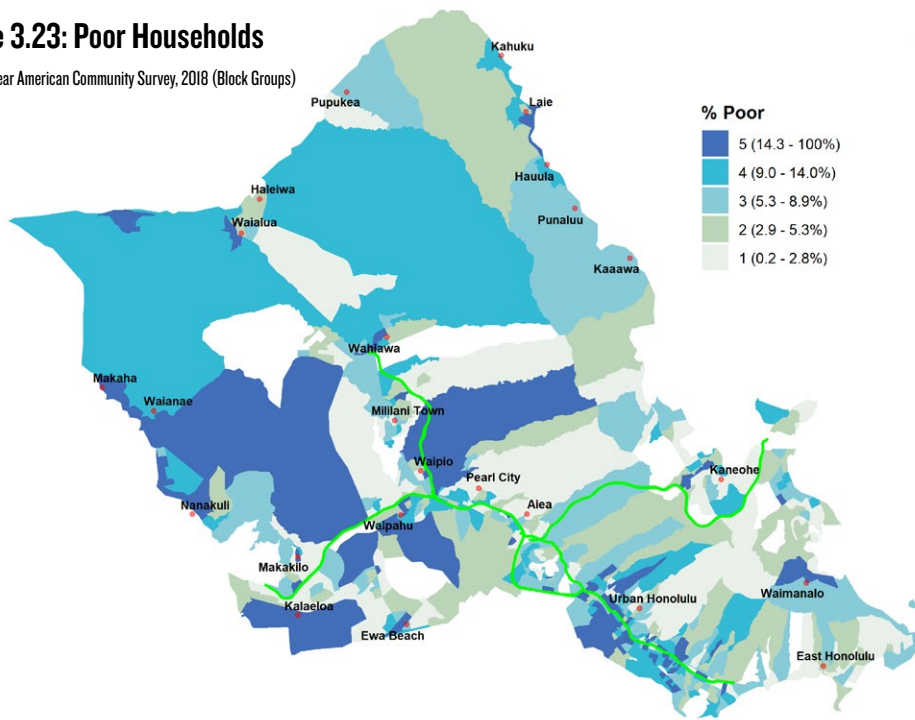 3.23: Poor Households
American Community Survey, 2018 (Block Groups)
Kahuku
Pupukea
Laie
% Poor
5 (14.3 - 100%)
4 (9.0 - 14.0%)
3 (5.3 - 8.9%)
2 (2.9 - 5.3%)
1 (0.2 - 2.8%)
Hauula
Haleiwa
Punaluu
Waialua
Kaaawa
Wahiawa
Makaha
Waianae
Mililani Town
Waipio
Kaneohe
Pearl City
Nanakuli
Aiea
Waipahu
Makakilo
Waimanalo
Urban Honolulu
Kalaeloa
Ewa Beach
East Honolulu